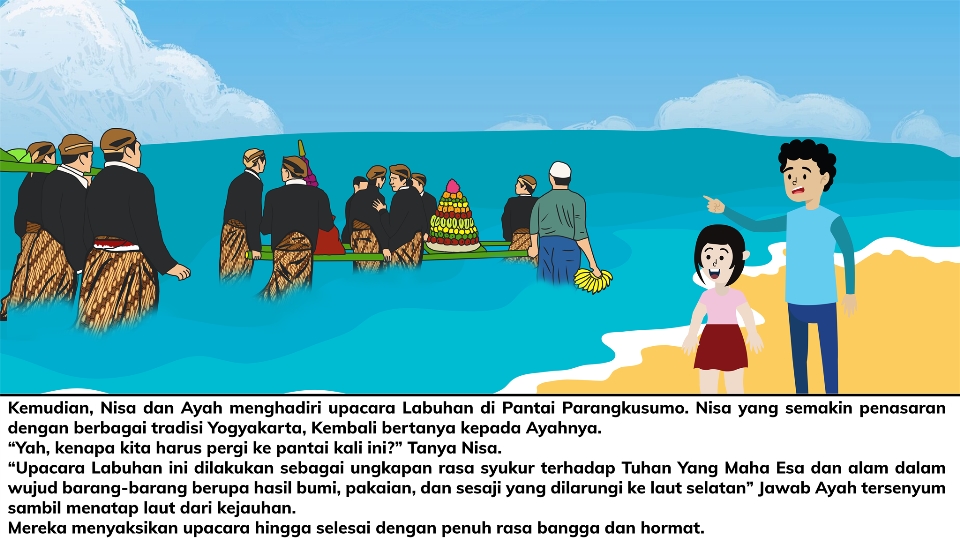 Kemudian, Nisa dan Ayah menghadiri upacara Labuhan di Pantai Parangkusumo. Nisa yang semakin penasaran
dengan berbagai tradisi Yogyakarta, Kembali bertanya kepada Ayahnya.
“Yah, kenapa kita harus pergi ke pantai kali ini?” Tanya Nisa.
“Upacara Labuhan ini dilakukan sebagai ungkapan rasa syukur terhadap Tuhan Yang Maha Esa dan alam dalam
wujud barang-barang berupa hasil bumi, pakaian, dan sesaji yang dilarungi ke laut selatan” Jawab Ayah tersenyum
sambil menatap laut dari kejauhan.
Mereka menyaksikan upacara hingga selesai dengan penuh rasa bangga dan hormat.